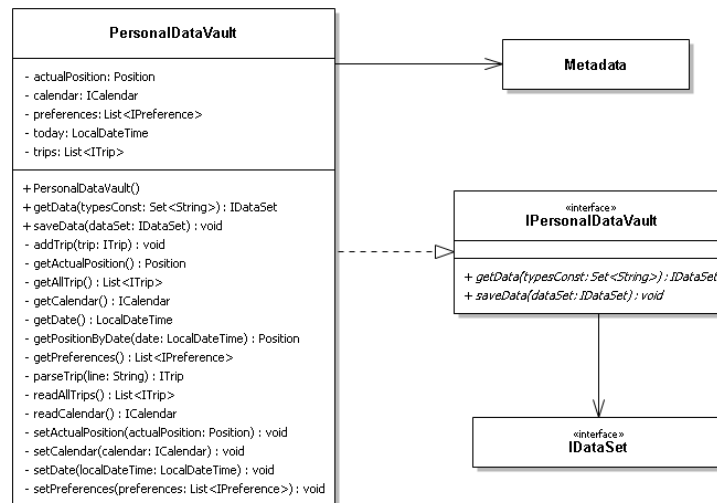 PersonalDataVault
- actualPosition: Position
- calendar: ICalendar
- preferences: List<IPreference>
- today: LocalDateTime
- trips: List<ITrip>
+ PersonalDataVault()
+ getData(typesConst: Set<String>) : IDataSet
+ saveData(dataSet: IDataSet) : void
- addTrip(trip: ITrip) : void
- getActualPosition() : Position
- getAllTrip() : List<ITrip>
- getCalendar() : ICalendar
- getDate() : LocalDateTime
- getPositionByDate(date: LocalDateTime) : Position
- getPreferences() : List<IPreference>
- parseTrip(line: String) : ITrip
- readAllTrips() : List<ITrip>
- readCalendar() : ICalendar
- setActualPosition(actualPosition: Position) : void
- setCalendar(calendar: ICalendar) : void
- setDate(localDateTime: LocalDateTime) : void
- setPreferences(preferences: List<IPreference>) : void
Metadata
«interface»
IPersonalDataVault
+ getData(typesConst: Set<String>) : IDataSet
+ saveData(dataSet: IDataSet) : void
«interface»
IDataSet